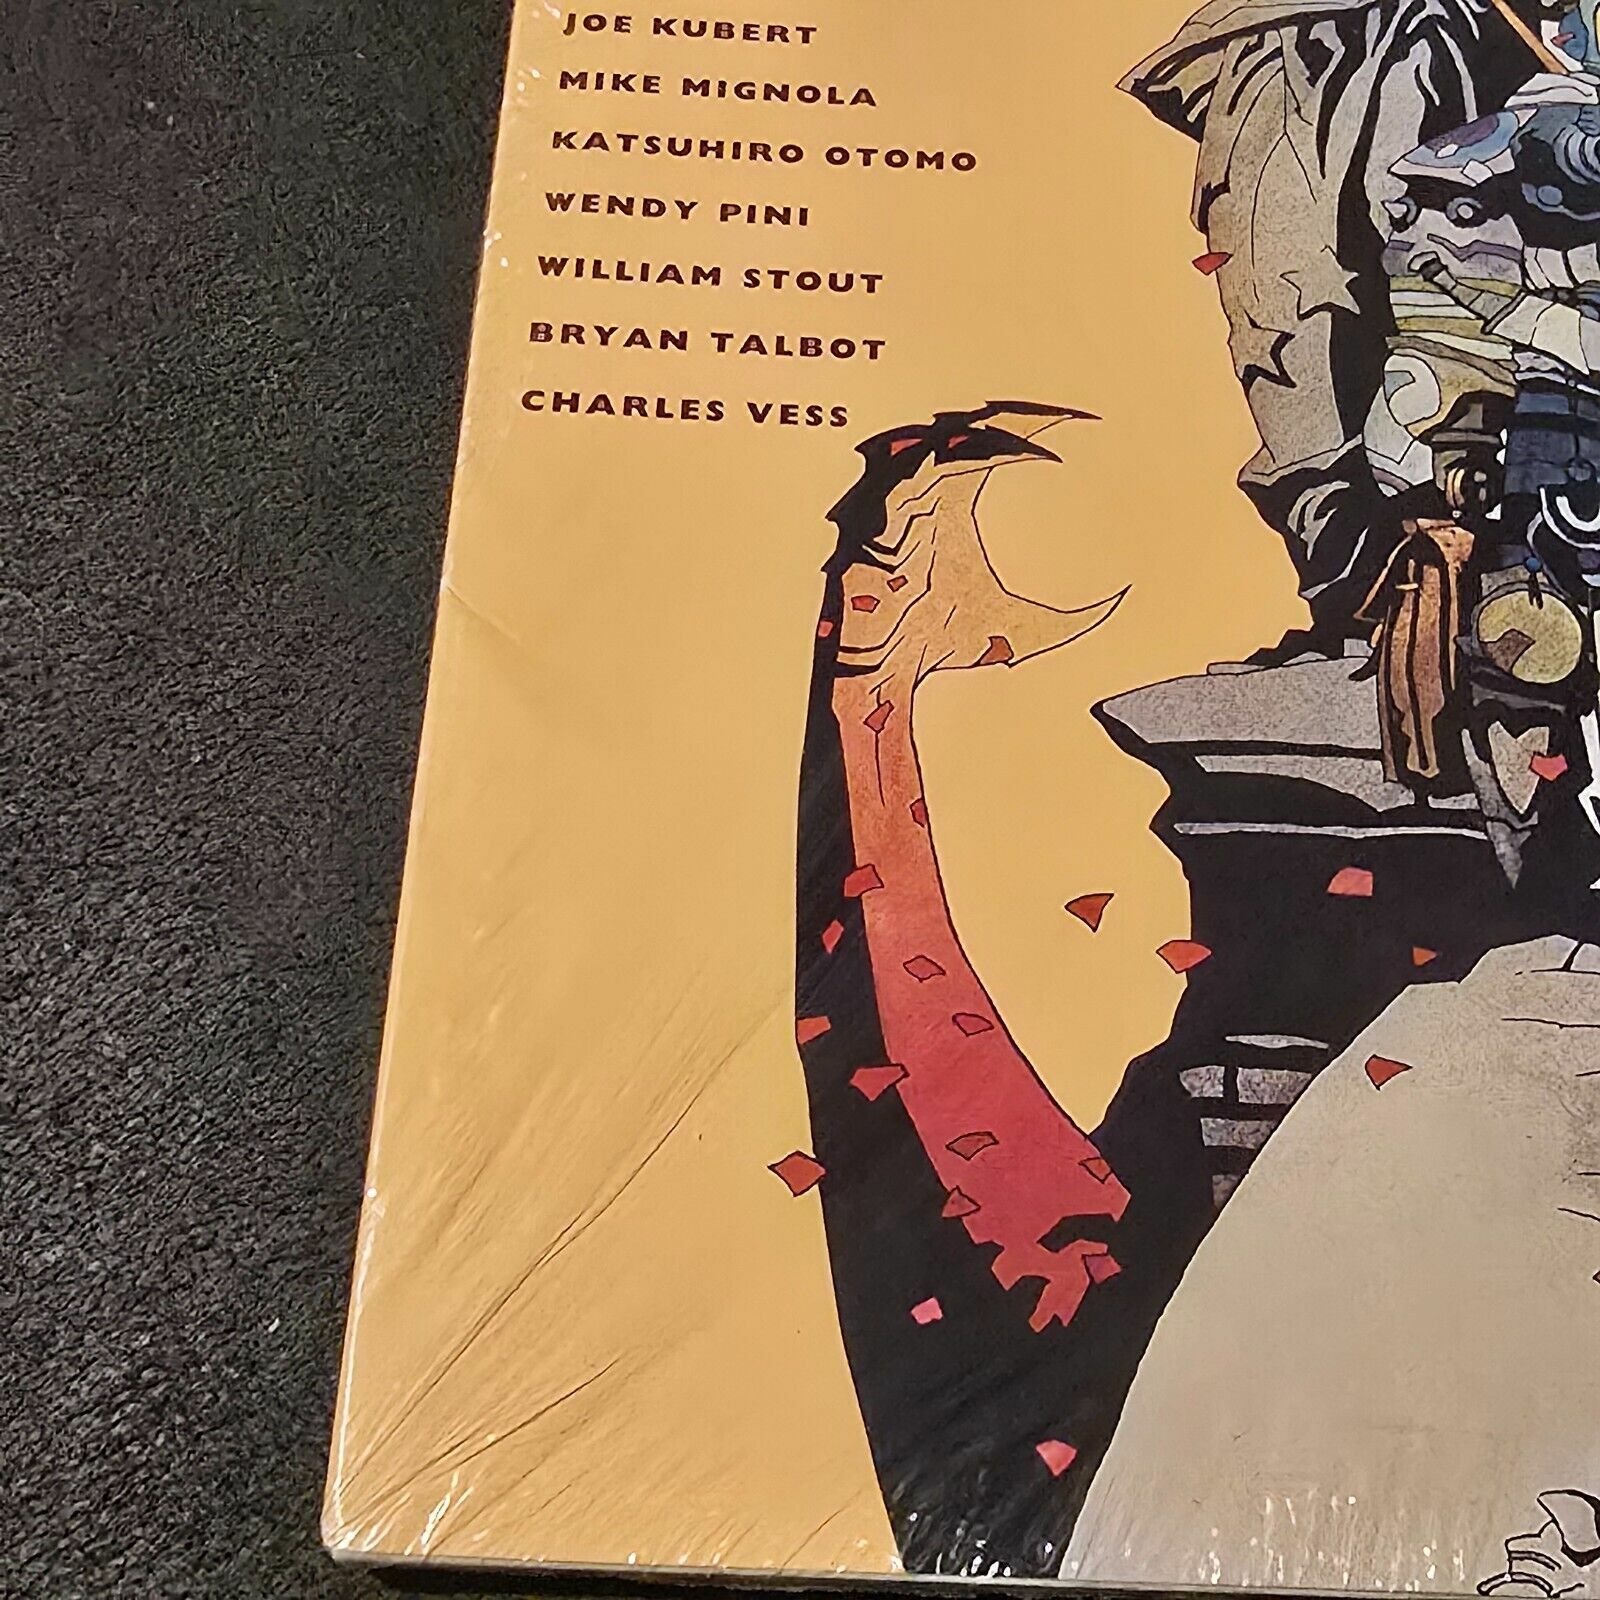 JOE KUBERT
MIKE MIGNOLA
KATSUHIRO OTOMO
WENDY PINI
WILLIAM STOUT
BRYAN TALBOT
CHARLES VESS